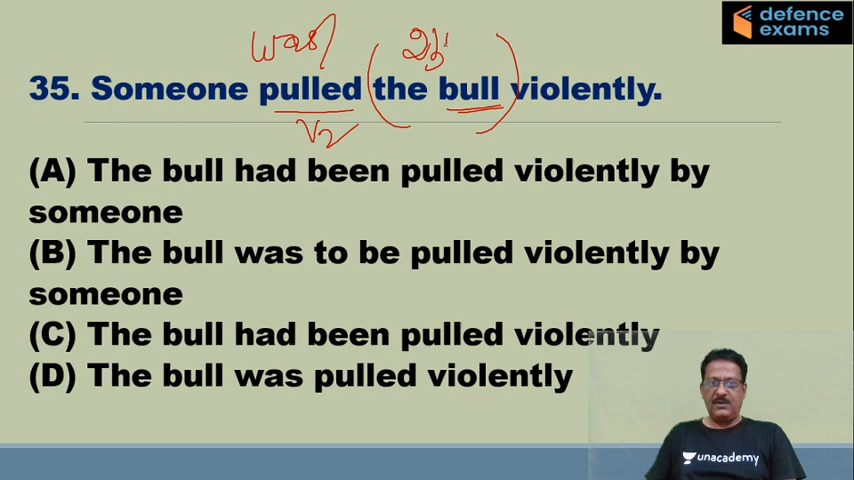 defence
exams
was
35. Someone pulled the bull violently.
V2
(A) The bull had been pulled violently by
someone
(B) The bull was to be pulled violently by
someone
(C) The bull had been pulled violently
(D) The bull was pulled violently
unacademy